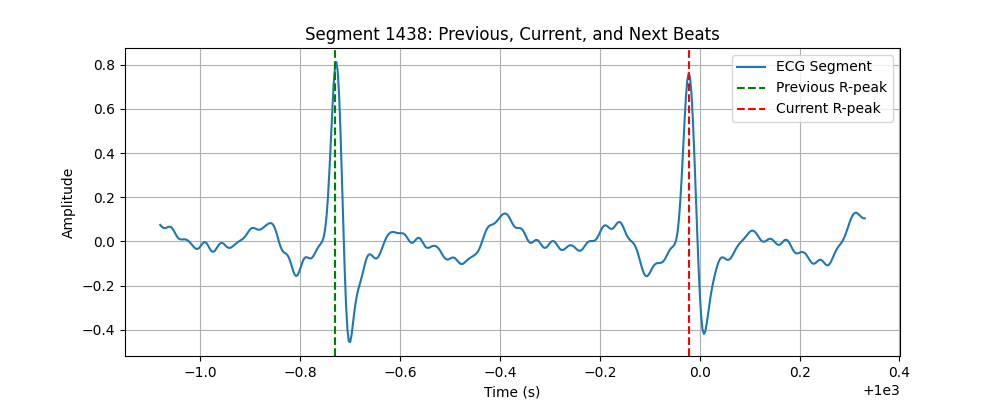 Segment 1438: Previous, Current, and Next Beats
ECG Segment
Previous R-peak
Current R-peak
Amplitude
0.8
0.6
0.4
0.2
0.0
−0.2
−0.4
−1.0 −0.8 −0.6 −0.4 −0.2 0.0 0.2 0.4
+1e3
Time (s)